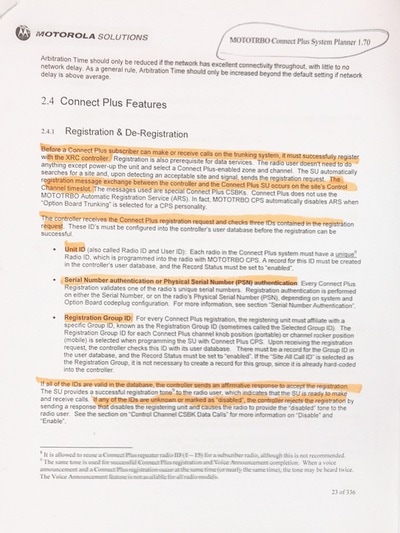 MOTOROLA SOLUTIONS
MOTOTRBO Connect Plus System Planner 1.70
Arbitration Time should only be reduced if the network has excellent connectivity throughout, with little to no
network delay. As a general rule, Arbitration Time should only be increased beyond the default setting if network
delay is above average.
2.4 Connect Plus Features
2.4.1 Registration & De-Registration
Before a Connect Plus subscriber can make or receive calls on the trunking system, it must successfully register
with the XRC controller. Registration is also prerequisite for data services. The radio user doesn't need to do
anything except power-up the unit and select a Connect Plus-enabled zone and channel. The SU automatically
searches for a site and, upon detecting an acceptable site and signal, sends the registration request. The
registration message exchange between the controller and the Connect Plus SU occurs on the site's Control
Channel timeslot. The messages used are special Connect Plus CSBKs. Connect Plus does not use the
MOTOTRBO Automatic Registration Service (ARS). In fact, MOTOTRBO CPS automatically disables ARS when
"Option Board Trunking" is selected for a CPS personality.
The controller receives the Connect Plus registration request and checks three IDs contained in the registration
request. These ID's must be configured into the controller's user database before the registration can be
successful.
• Unit ID (also called Radio ID and User ID): Each radio in the Connect Plus system must have a unique⁸
Radio ID, which is programmed into the radio with MOTOTRBO CPS. A record for this ID must be created
in the controller's user database, and the Record Status must be set to "enabled".
• Serial Number authentication or Physical Serial Number (PSN) authentication: Every Connect Plus
Registration validates one of the radio's unique serial numbers. Registration authentication is performed
on either the Serial Number, or on the radio's Physical Serial Number (PSN), depending on system and
Option Board codeplug configuration. For more information, see section "Serial Number Authentication".
• Registration Group ID: For every Connect Plus Registration, the registering unit must affiliate with a
specific Group ID, known as the Registration Group ID (sometimes called the Selected Group ID). The
Registration Group ID for each Connect Plus channel knob position (portable) or channel rocker position
(mobile) is selected when programming the SU with Connect Plus CPS. Upon receiving the registration
request, the controller checks this ID with its user database. There must be a record for the Group ID in
the user database, and the Record Status must be set to "enabled". If the "Site All Call ID" is selected as
the Registration Group, it is not necessary to create a record for this group, since it is already hard-coded
into the controller.
If all of the IDs are valid in the database, the controller sends an affirmative response to accept the registration.
The SU provides a successful registration tone⁹ to the radio user, which indicates that the SU is ready to make
and receive calls. If any of the IDs are unknown or marked as "disabled", the controller rejects the registration by
sending a response that disables the registering unit and causes the radio to provide the "disabled" tone to the
radio user. See the section on "Control Channel CSBK Data Calls" for more information on "Disable" and
"Enable".
⁸ It is allowed to reuse a Connect Plus repeater radio ID (1 – 15) for a subscriber radio, although this is not recommended.
⁹ The same tone is used for successful Connect Plus registration and Voice Announcement completion. When a voice
announcement and a Connect Plus registration occur at the same time (or nearly the same time), the tone may be heard twice.
The Voice Announcement feature is not available for all radio models.
23 of 336